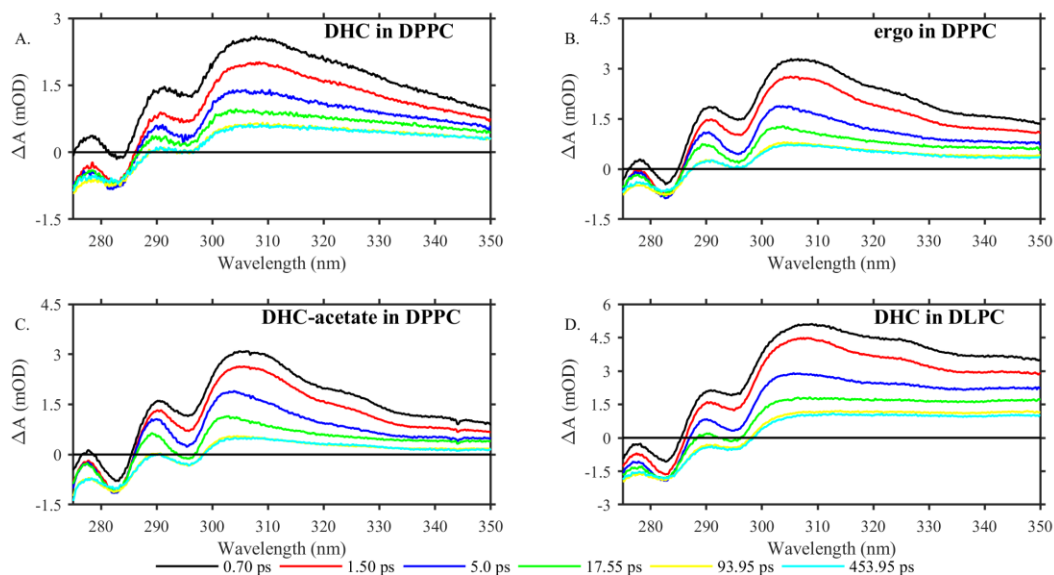 A.
DHC in DPPC
3
1.5
0
-1.5
ΔA (mOD)
280 290 300 310 320 330 340 350
Wavelength (nm)
B.
ergo in DPPC
4.5
3
1.5
0
-1.5
ΔA (mOD)
280 290 300 310 320 330 340 350
Wavelength (nm)
C.
DHC-acetate in DPPC
4.5
3
1.5
0
-1.5
ΔA (mOD)
280 290 300 310 320 330 340 350
Wavelength (nm)
D.
DHC in DLPC
6
4.5
3
1.5
0
-1.5
-3
ΔA (mOD)
280 290 300 310 320 330 340 350
Wavelength (nm)
0.70 ps 1.50 ps 5.0 ps 17.55 ps 93.95 ps 453.95 ps